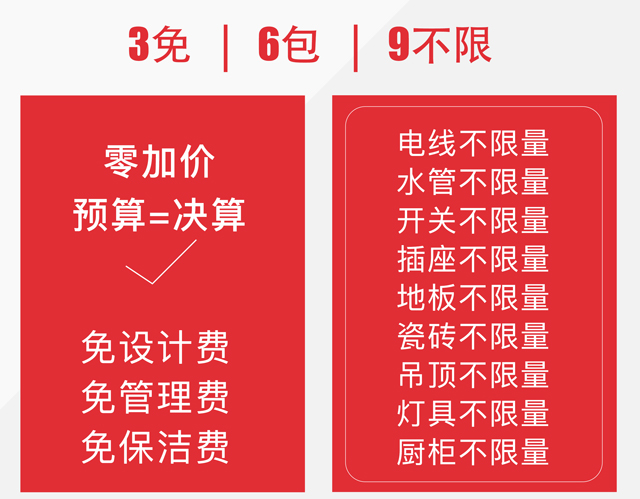 3免 | 6包 | 9不限
零加价
预算=决算
免设计费
免管理费
免保洁费
电线不限量
水管不限量
开关不限量
插座不限量
地板不限量
瓷砖不限量
吊顶不限量
灯具不限量
厨柜不限量